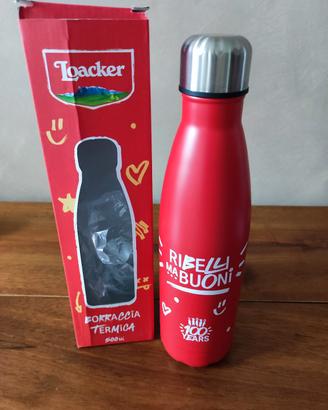 Loacker
BORRACCIA
TERMICA
500ml
RIBELLI
MA BUONI
100
YEARS